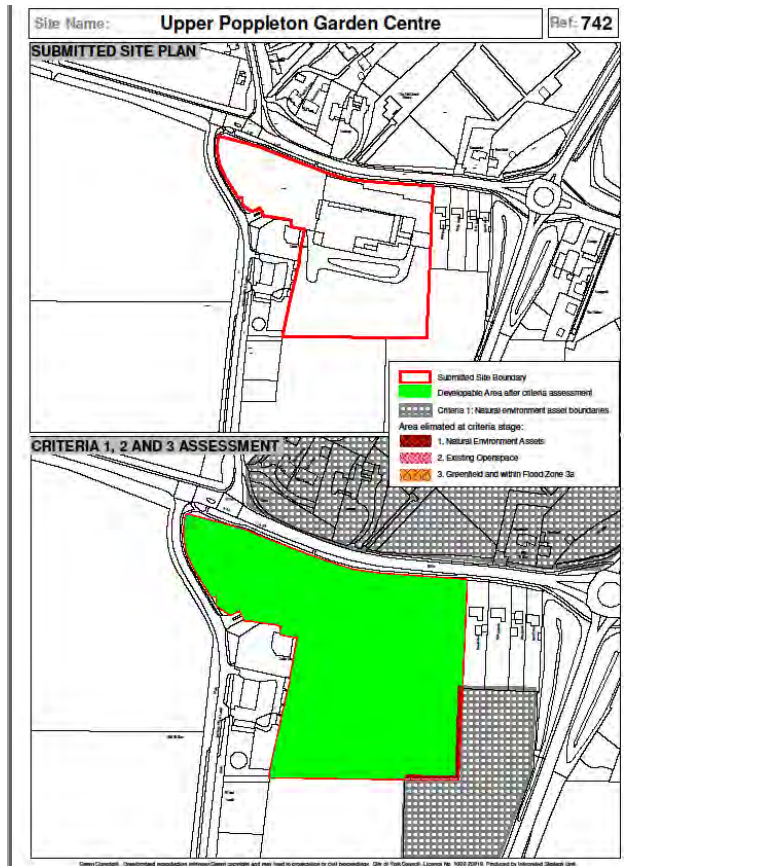 Site Name: Upper Poppleton Garden Centre Ref: 742
SUBMITTED SITE PLAN
Submitted Site Boundary
Developable Area after criteria assessment
Criteria 1: Natural environment asset boundaries
Area elimated at criteria stage:
1. Natural Environment Assets
2. Existing Openspace
3. Greenfield and within Flood Zone 3a
CRITERIA 1, 2 AND 3 ASSESSMENT